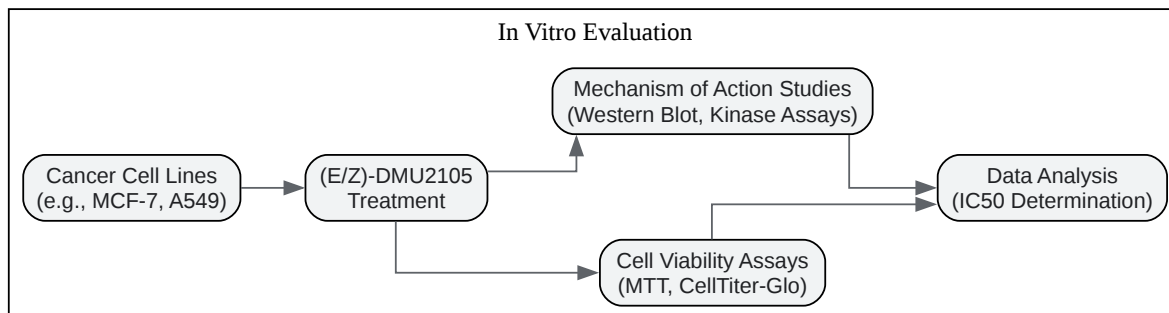 In Vitro Evaluation
Mechanism of Action Studies
(Western Blot, Kinase Assays)
Cancer Cell Lines
(e.g., MCF-7, A549)
(E/Z)-DMU2105
Treatment
Data Analysis
(IC50 Determination)
Cell Viability Assays
(MTT, CellTiter-Glo)